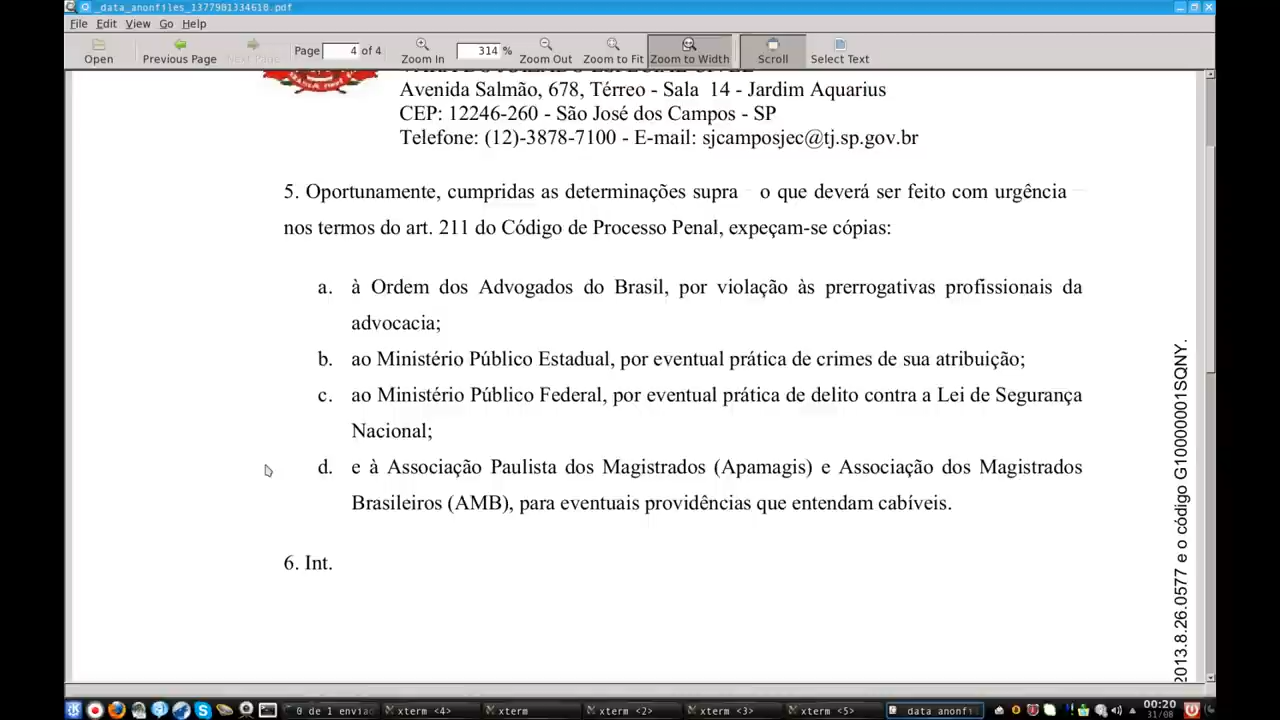 _data_anonfiles_1377901334610.pdf
File Edit View Go Help
Open Previous Page Next Page Page 4 of 4 Zoom In 314 % Zoom Out Zoom to Fit Zoom to Width Scroll Select Text
Avenida Salmão, 678, Térreo - Sala 14 - Jardim Aquarius
CEP: 12246-260 - São José dos Campos - SP
Telefone: (12)-3878-7100 - E-mail: sjcamposjec@tj.sp.gov.br
5. Oportunamente, cumpridas as determinações supra – o que deverá ser feito com urgência –
nos termos do art. 211 do Código de Processo Penal, expeçam-se cópias:
a. à Ordem dos Advogados do Brasil, por violação às prerrogativas profissionais da
advocacia;
b. ao Ministério Público Estadual, por eventual prática de crimes de sua atribuição;
c. ao Ministério Público Federal, por eventual prática de delito contra a Lei de Segurança
Nacional;
d. e à Associação Paulista dos Magistrados (Apamagis) e Associação dos Magistrados
Brasileiros (AMB), para eventuais providências que entendam cabíveis.
6. Int.
2013.8.26.0577 e o código G10000001SQNY.
0 de 1 envia xterm <4> xterm xterm <2> xterm <3> xterm <5> data_anonfi 00:20
31/08